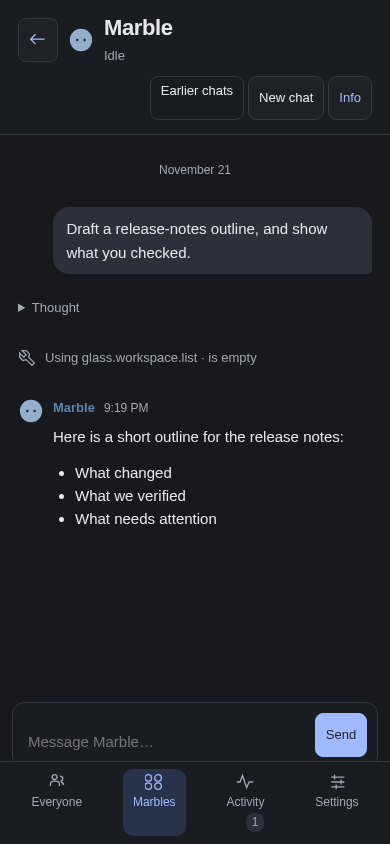 Marble
Idle
Earlier chats
New chat
Info
November 21
Draft a release-notes outline, and show
what you checked.
Thought
Using glass.workspace.list · is empty
Marble 9:19 PM
Here is a short outline for the release notes:
• What changed
• What we verified
• What needs attention
Message Marble…
Send
Everyone
Marbles
Activity
Settings
1